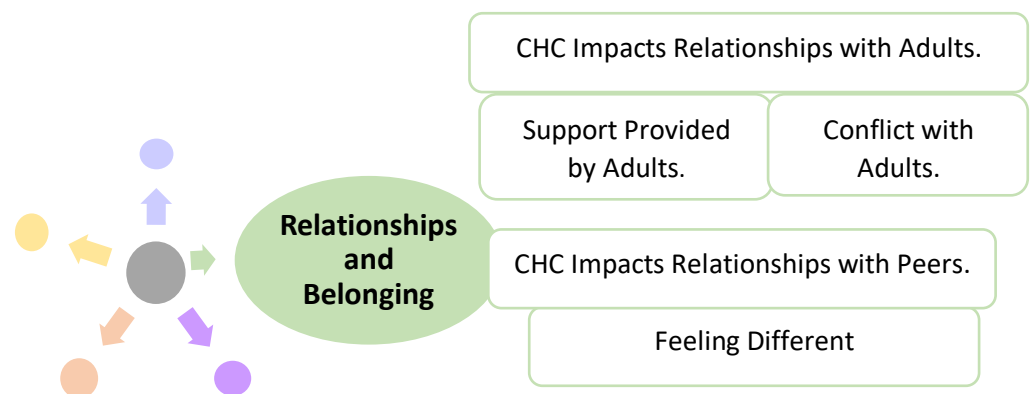 CHC Impacts Relationships with Adults.
Support Provided
by Adults.
Conflict with
Adults.
Relationships
and
Belonging
CHC Impacts Relationships with Peers.
Feeling Different